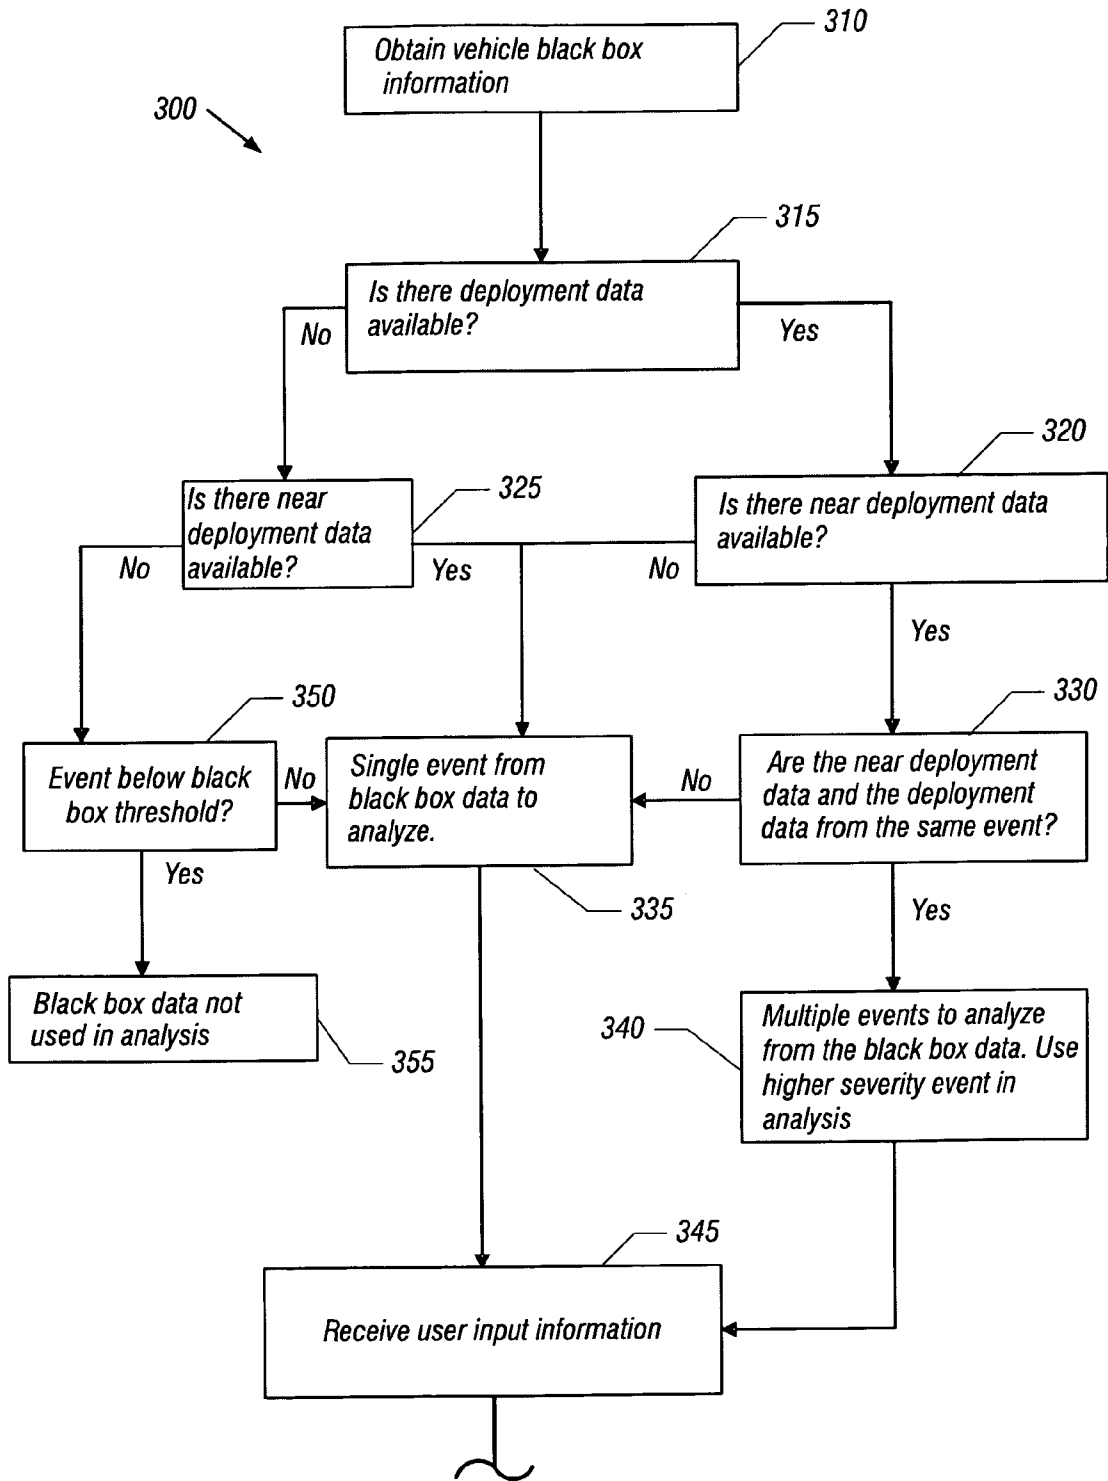 310
Obtain vehicle black box
information
300
315
Is there deployment data
available?
No
Yes
320
325
Is there near
deployment data
available?
Is there near deployment data
available?
No
Yes
No
Yes
350
330
Event below black
box threshold?
No
Single event from
black box data to
analyze.
No
Are the near deployment
data and the deployment
data from the same event?
Yes
335
Yes
Black box data not
used in analysis
355
340
Multiple events to analyze
from the black box data. Use
higher severity event in
analysis
345
Receive user input information